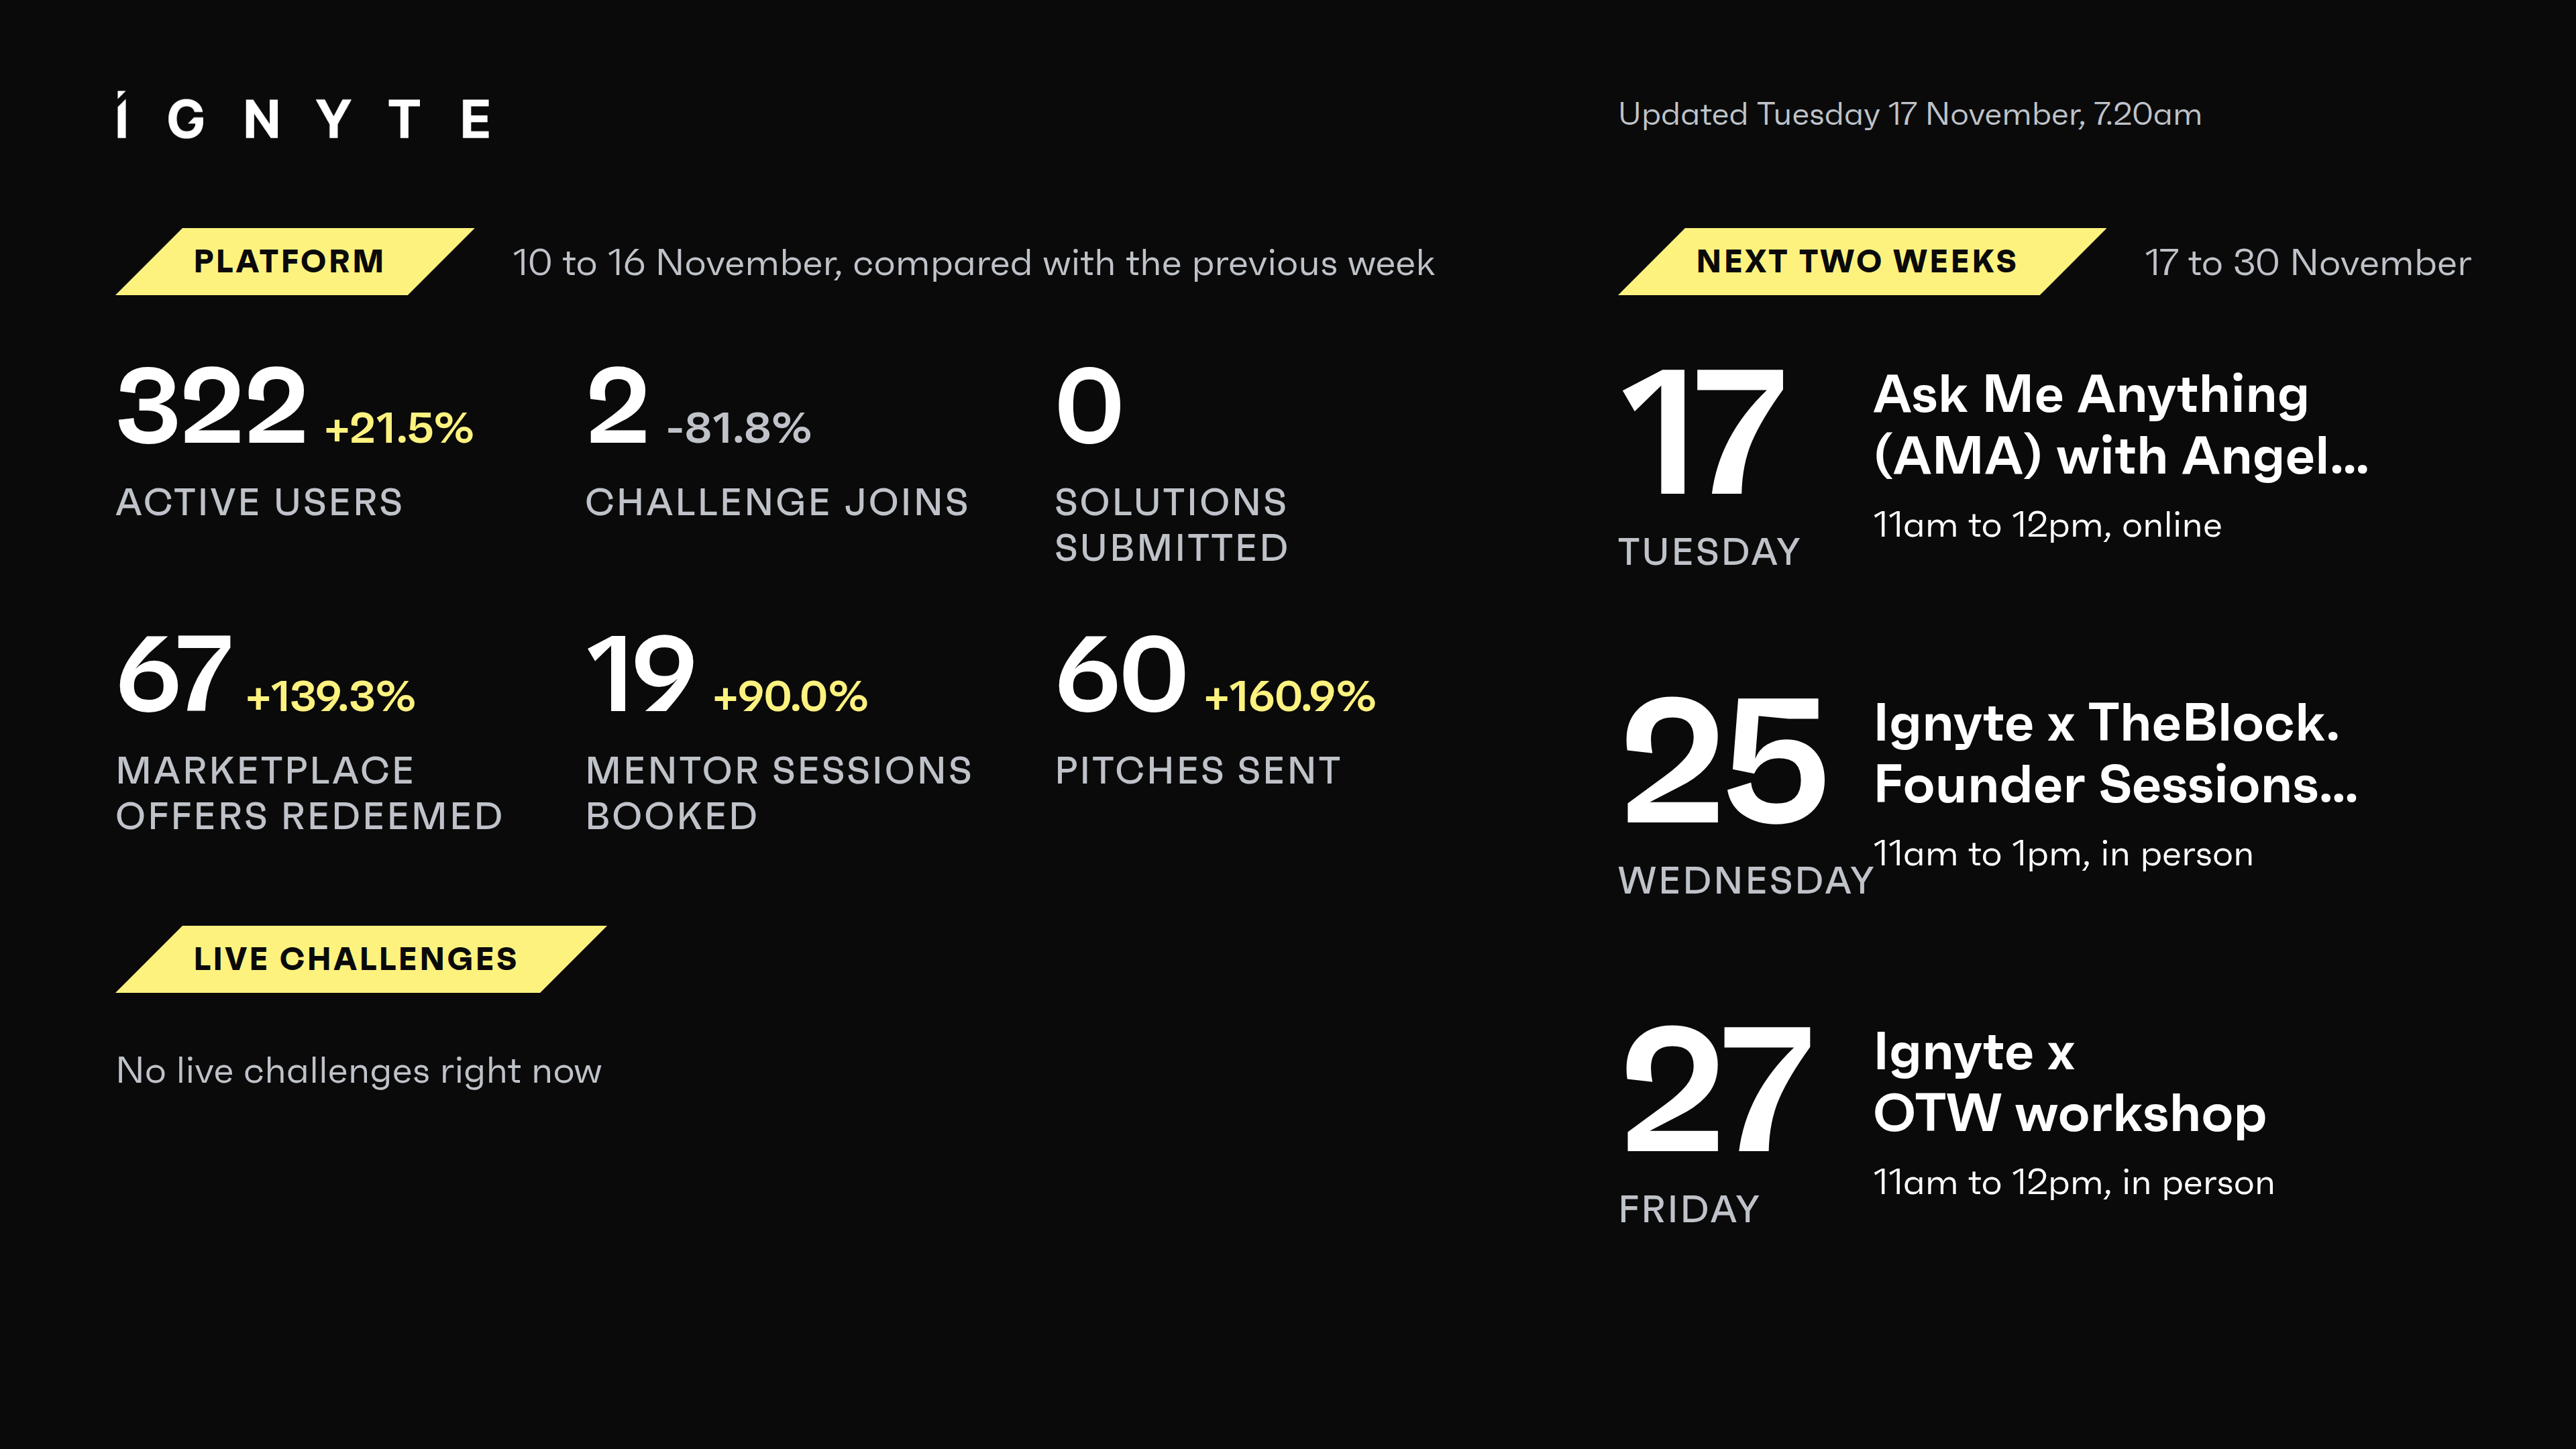 IGNYTE
Updated Tuesday 17 November, 7.20am
PLATFORM
10 to 16 November, compared with the previous week
322 +21.5%
ACTIVE USERS
2 -81.8%
CHALLENGE JOINS
0
SOLUTIONS
SUBMITTED
67 +139.3%
MARKETPLACE
OFFERS REDEEMED
19 +90.0%
MENTOR SESSIONS
BOOKED
60 +160.9%
PITCHES SENT
LIVE CHALLENGES
No live challenges right now
NEXT TWO WEEKS
17 to 30 November
17
TUESDAY
Ask Me Anything
(AMA) with Angel...
11am to 12pm, online
25
WEDNESDAY
Ignyte x TheBlock.
Founder Sessions...
11am to 1pm, in person
27
FRIDAY
Ignyte x
OTW workshop
11am to 12pm, in person